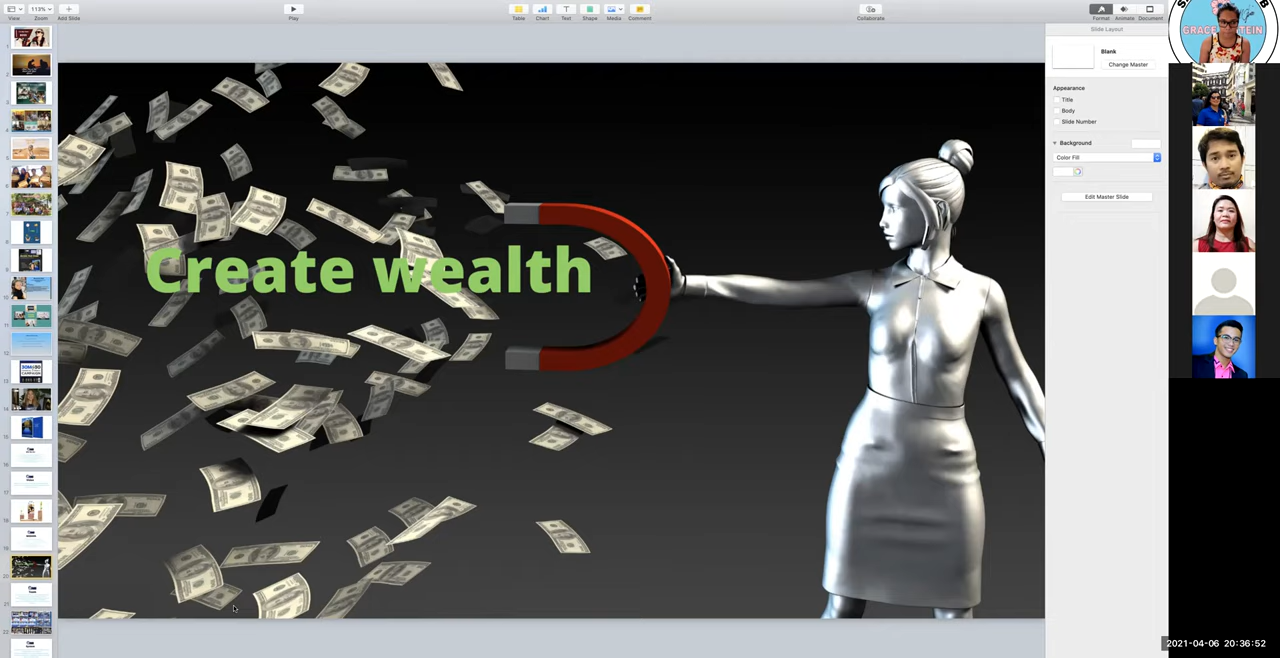 113%
View
Zoom
Add Slide
Play
Table
Chart
Text
Shape
Media
Comment
Collaborate
Format
Animate
Document
Slide Layout
Blank
Change Master
Appearance
Title
Body
Slide Number
Background
Color Fill
Edit Master Slide
Create wealth
2021-04-06 20:36:52